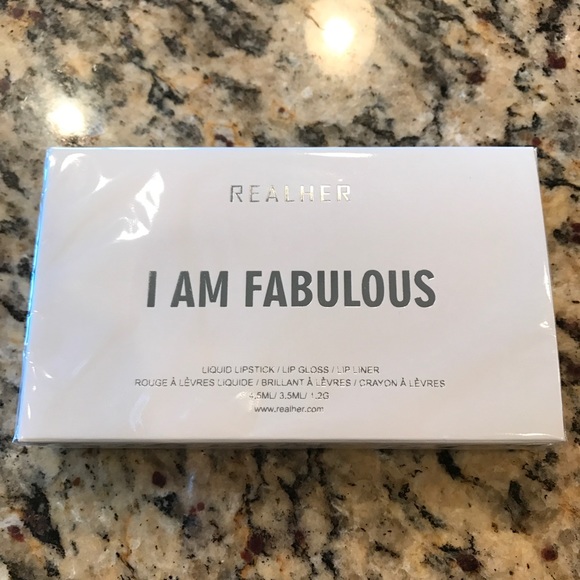 REALHER
I AM FABULOUS
LIQUID LIPSTICK / LIP GLOSS / LIP LINER
ROUGE À LÈVRES LIQUIDE / BRILLANT À LÈVRES / CRAYON À LÈVRES
4,5ML/ 3.5ML/ 1.2G
www.realher.com